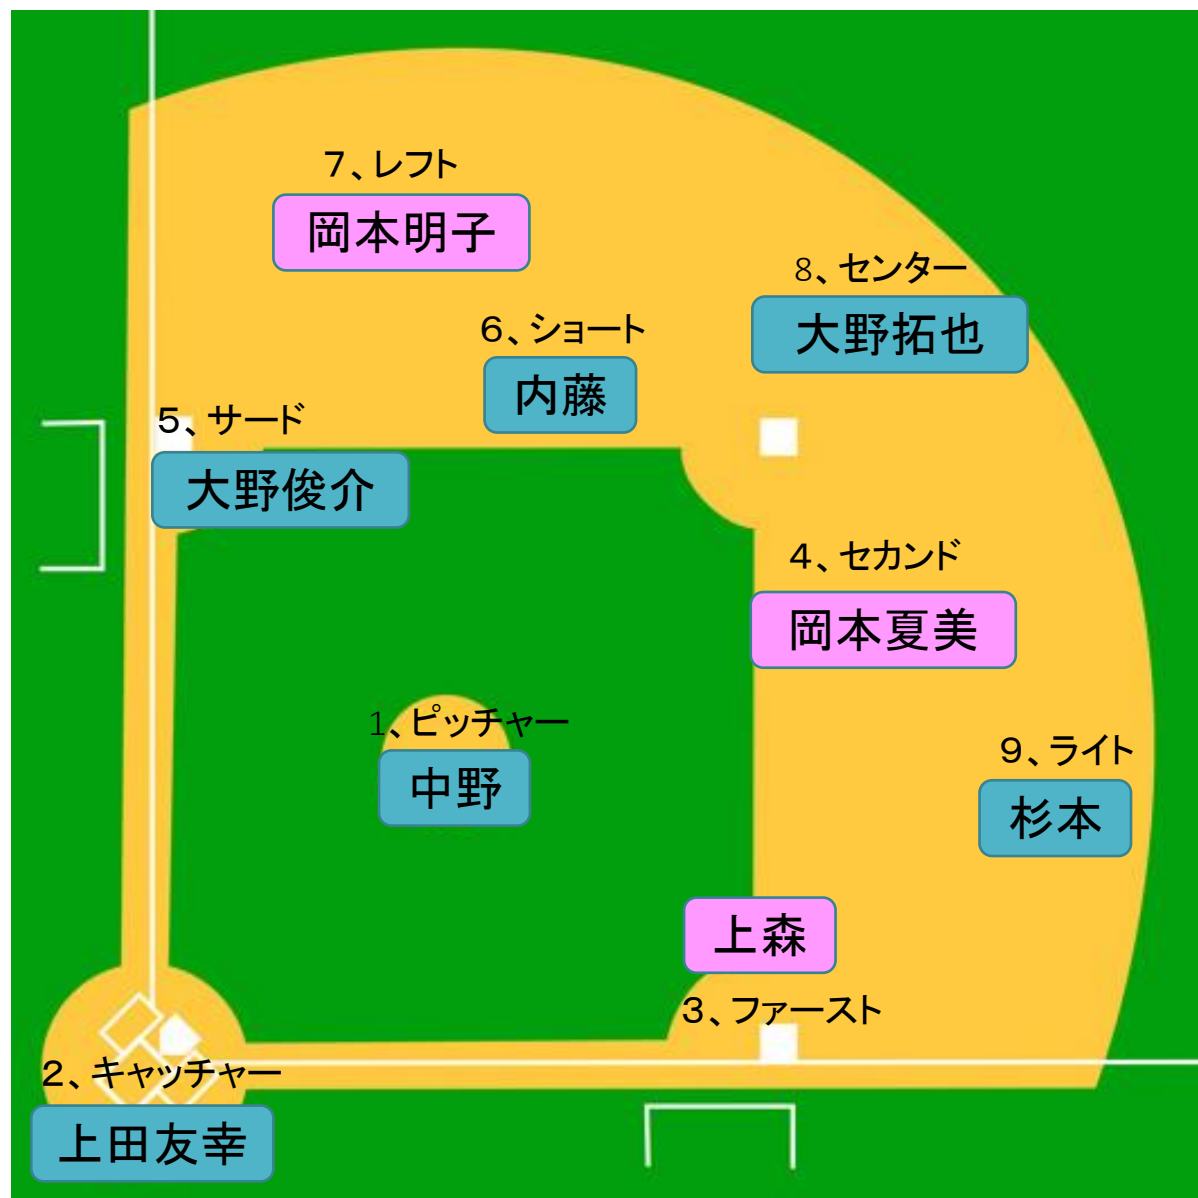 7、レフト
岡本明子
8、センター
大野拓也
6、ショート
内藤
5、サード
大野俊介
4、セカンド
岡本夏美
1、ピッチャー
中野
9、ライト
杉本
上森
3、ファースト
2、キャッチャー
上田友幸